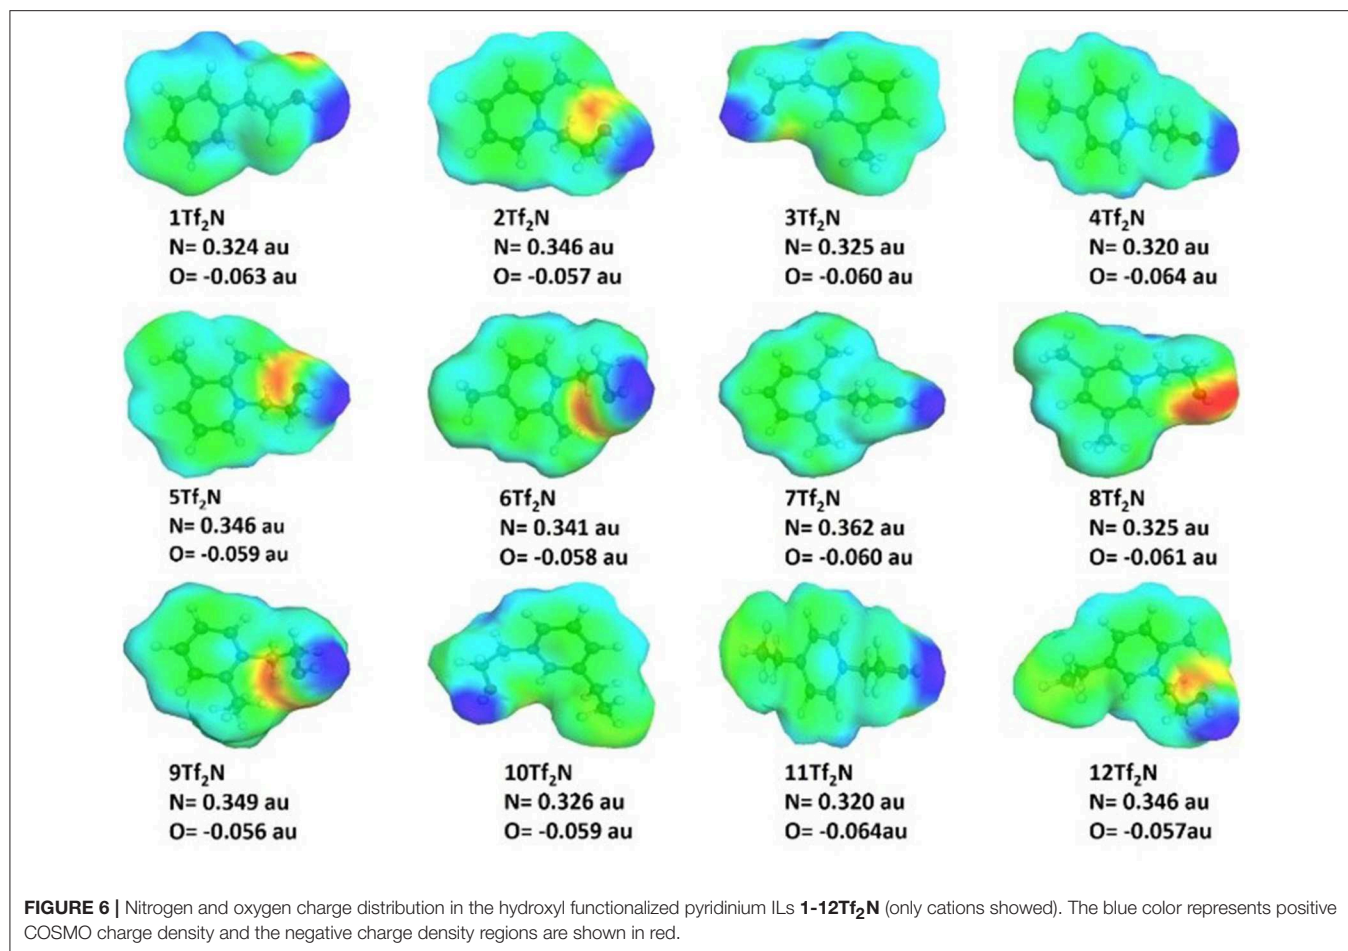 1Tf₂N
N= 0.324 au
O= -0.063 au
2Tf₂N
N= 0.346 au
O= -0.057 au
3Tf₂N
N= 0.325 au
O= -0.060 au
4Tf₂N
N= 0.320 au
O= -0.064 au
5Tf₂N
N= 0.346 au
O= -0.059 au
6Tf₂N
N= 0.341 au
O= -0.058 au
7Tf₂N
N= 0.362 au
O= -0.060 au
8Tf₂N
N= 0.325 au
O= -0.061 au
9Tf₂N
N= 0.349 au
O= -0.056 au
10Tf₂N
N= 0.326 au
O= -0.059 au
11Tf₂N
N= 0.320 au
O= -0.064au
12Tf₂N
N= 0.346 au
O= -0.057au
FIGURE 6 | Nitrogen and oxygen charge distribution in the hydroxyl functionalized pyridinium ILs 1-12Tf₂N (only cations showed). The blue color represents positive
COSMO charge density and the negative charge density regions are shown in red.